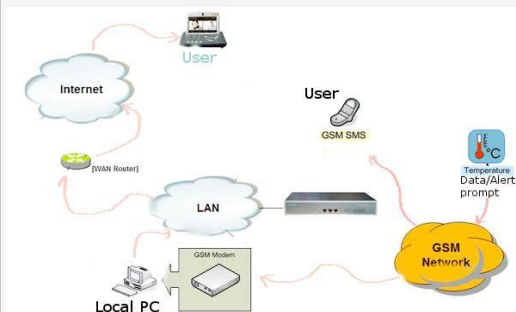 User
Internet
User
GSM SMS
°C
Temperature
Data/Alert
prompt
[WAN Router]
LAN
GSM
Network
GSM Modem
Local PC